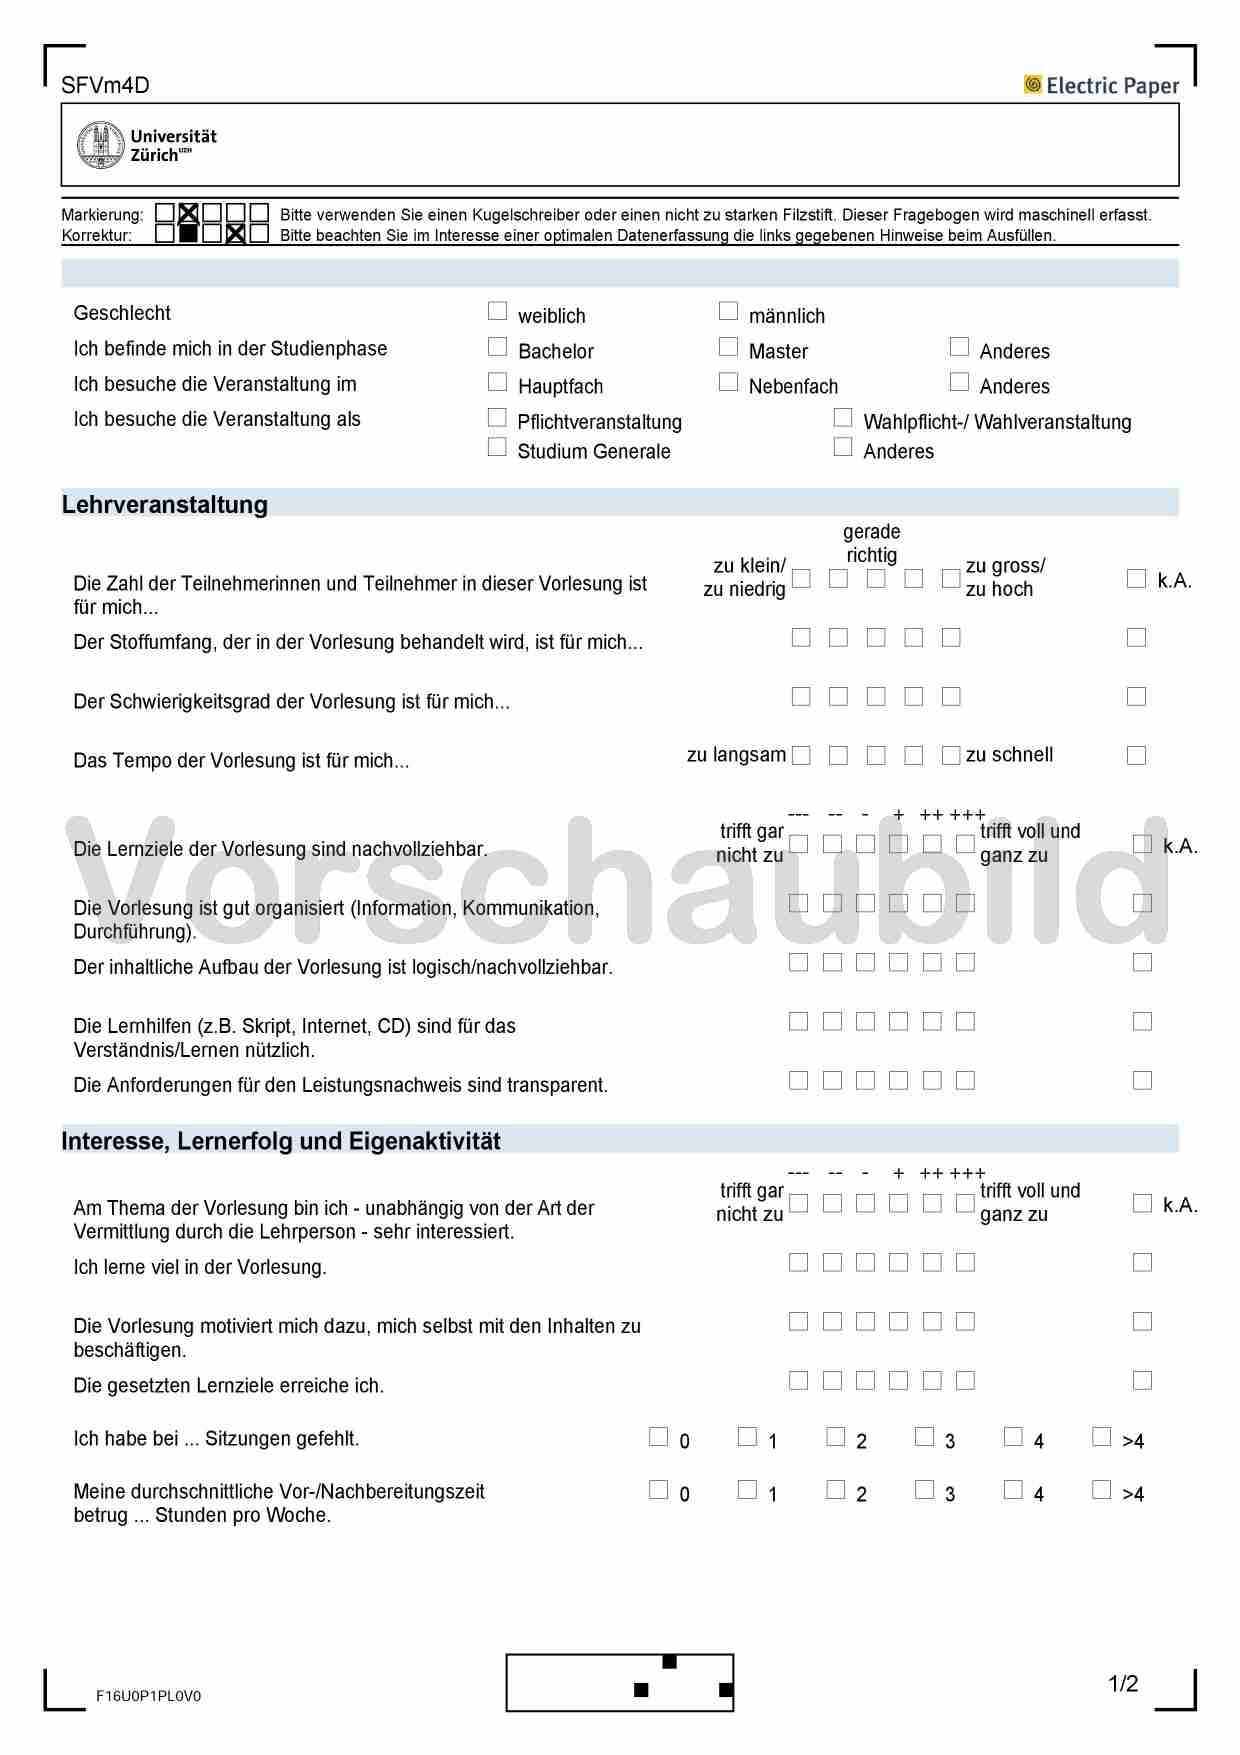 SFVm4D
Electric Paper
Universität
Zürich UZH
Markierung: Bitte verwenden Sie einen Kugelschreiber oder einen nicht zu starken Filzstift. Dieser Fragebogen wird maschinell erfasst.
Korrektur: Bitte beachten Sie im Interesse einer optimalen Datenerfassung die links gegebenen Hinweise beim Ausfüllen.
Geschlecht weiblich männlich
Ich befinde mich in der Studienphase Bachelor Master Anderes
Ich besuche die Veranstaltung im Hauptfach Nebenfach Anderes
Ich besuche die Veranstaltung als Pflichtveranstaltung Wahlpflicht-/ Wahlveranstaltung
Studium Generale Anderes
Lehrveranstaltung
gerade
richtig
zu klein/ zu gross/
zu niedrig zu hoch k.A.
Die Zahl der Teilnehmerinnen und Teilnehmer in dieser Vorlesung ist
für mich...
Der Stoffumfang, der in der Vorlesung behandelt wird, ist für mich...
Der Schwierigkeitsgrad der Vorlesung ist für mich...
Das Tempo der Vorlesung ist für mich... zu langsam zu schnell
--- -- - + ++ +++
trifft gar trifft voll und
nicht zu ganz zu k.A.
Die Lernziele der Vorlesung sind nachvollziehbar.
Vorschaubild
Die Vorlesung ist gut organisiert (Information, Kommunikation,
Durchführung).
Der inhaltliche Aufbau der Vorlesung ist logisch/nachvollziehbar.
Die Lernhilfen (z.B. Skript, Internet, CD) sind für das
Verständnis/Lernen nützlich.
Die Anforderungen für den Leistungsnachweis sind transparent.
Interesse, Lernerfolg und Eigenaktivität
--- -- - + ++ +++
trifft gar trifft voll und
nicht zu ganz zu k.A.
Am Thema der Vorlesung bin ich - unabhängig von der Art der
Vermittlung durch die Lehrperson - sehr interessiert.
Ich lerne viel in der Vorlesung.
Die Vorlesung motiviert mich dazu, mich selbst mit den Inhalten zu
beschäftigen.
Die gesetzten Lernziele erreiche ich.
Ich habe bei ... Sitzungen gefehlt. 0 1 2 3 4 >4
Meine durchschnittliche Vor-/Nachbereitungszeit 0 1 2 3 4 >4
betrug ... Stunden pro Woche.
F16U0P1PL0V0
1/2